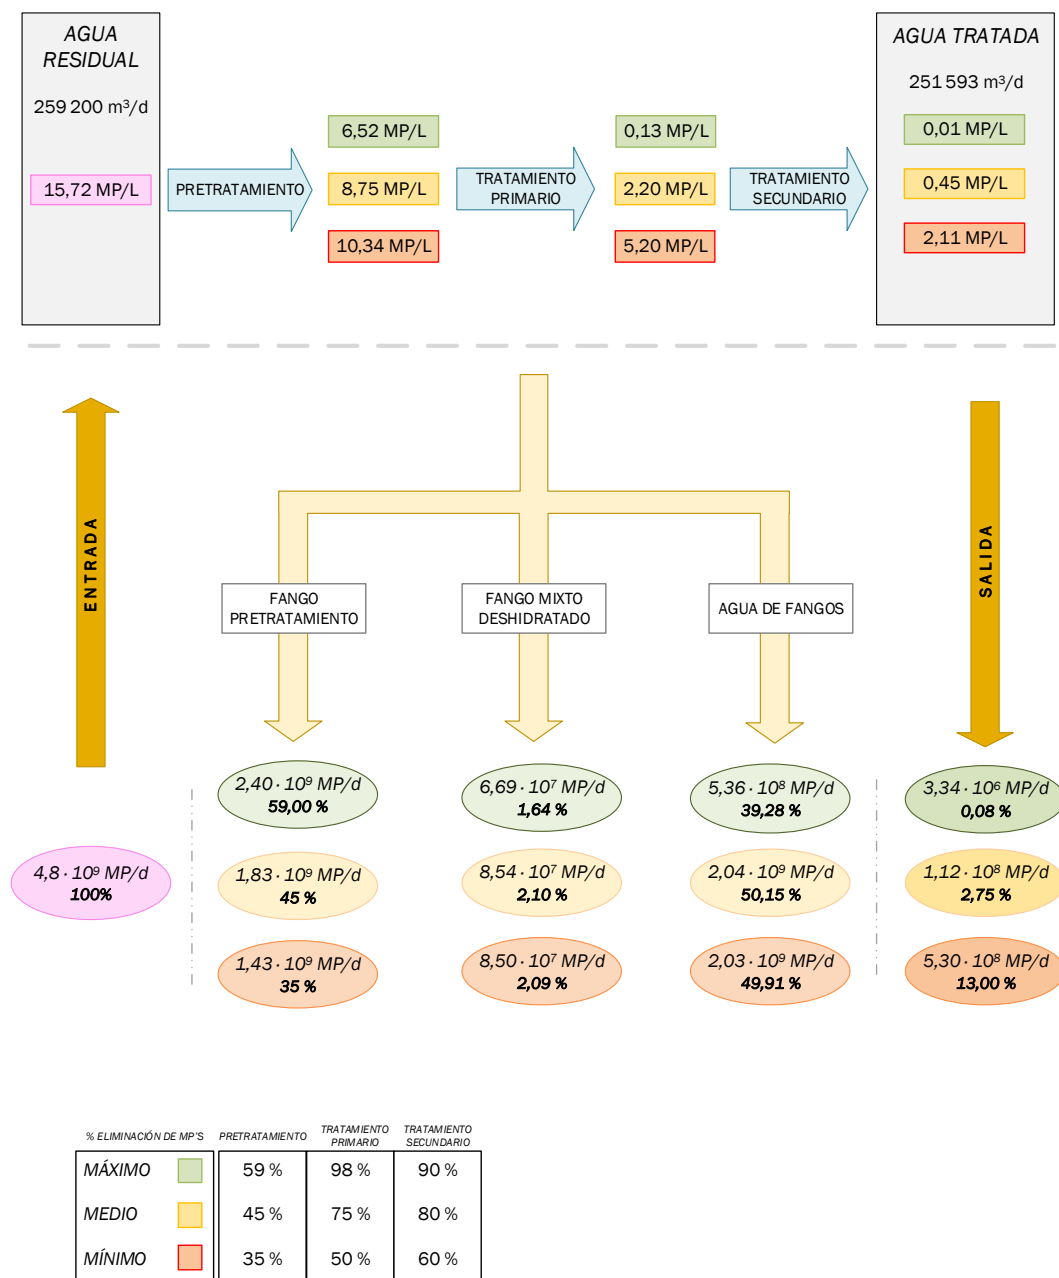 AGUA
RESIDUAL
259 200 m³/d
15,72 MP/L
PRETRATAMIENTO
6,52 MP/L
8,75 MP/L
10,34 MP/L
TRATAMIENTO
PRIMARIO
0,13 MP/L
2,20 MP/L
5,20 MP/L
TRATAMIENTO
SECUNDARIO
AGUA TRATADA
251 593 m³/d
0,01 MP/L
0,45 MP/L
2,11 MP/L
ENTRADA
FANGO
PRETRATAMIENTO
FANGO MIXTO
DESHIDRATADO
AGUA DE FANGOS
SALIDA
4,8 · 10⁹ MP/d
100%
2,40 · 10⁹ MP/d
59,00 %
6,69 · 10⁷ MP/d
1,64 %
5,36 · 10⁸ MP/d
39,28 %
3,34 · 10⁶ MP/d
0,08 %
1,83 · 10⁹ MP/d
45 %
8,54 · 10⁷ MP/d
2,10 %
2,04 · 10⁹ MP/d
50,15 %
1,12 · 10⁸ MP/d
2,75 %
1,43 · 10⁹ MP/d
35 %
8,50 · 10⁷ MP/d
2,09 %
2,03 · 10⁹ MP/d
49,91 %
5,30 · 10⁸ MP/d
13,00 %
% ELIMINACIÓN DE MP'S PRETRATAMIENTO TRATAMIENTO PRIMARIO TRATAMIENTO SECUNDARIO
MÁXIMO 59 % 98 % 90 %
MEDIO 45 % 75 % 80 %
MÍNIMO 35 % 50 % 60 %